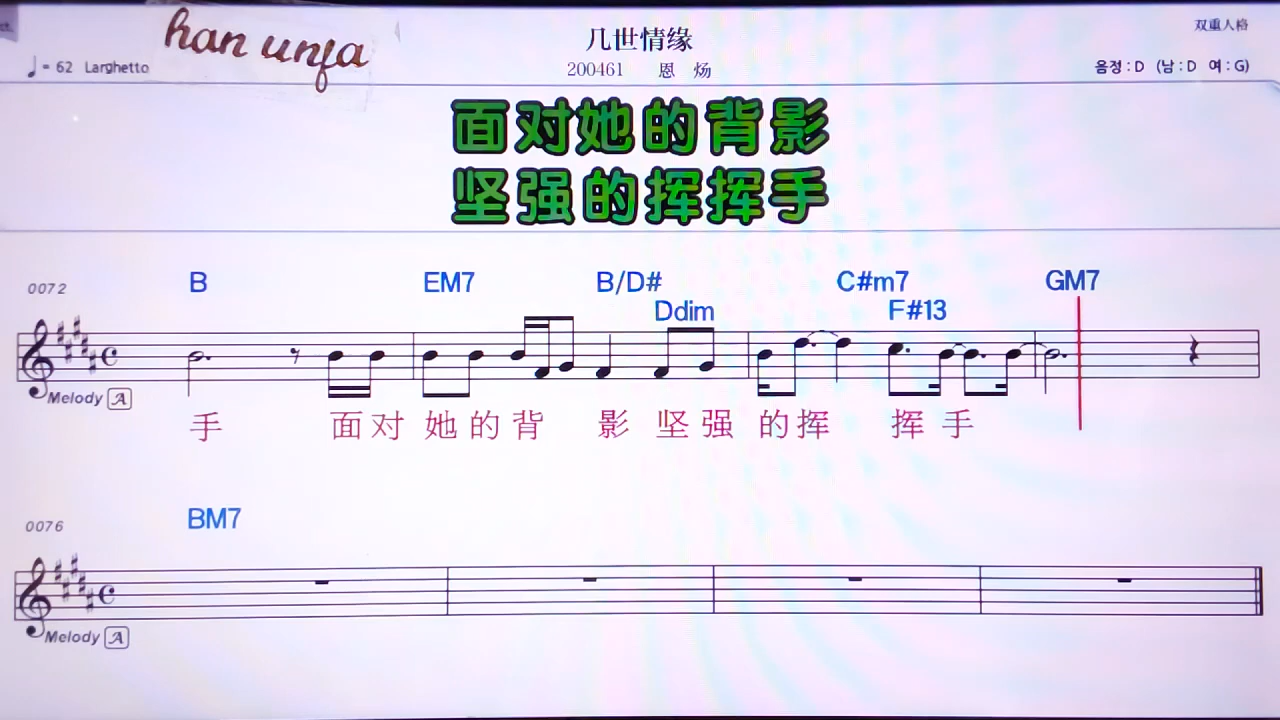 han unfa
几世情缘
双重人格
♩= 62 Larghetto
200461 恩 炀
음정 : D (남 : D 여 : G)
面对她的背影
坚强的挥挥手
0072
B EM7 B/D# Ddim C#m7 F#13 GM7
Melody A
手 面对 她的背 影 坚强 的挥 挥手
0076
BM7
Melody A